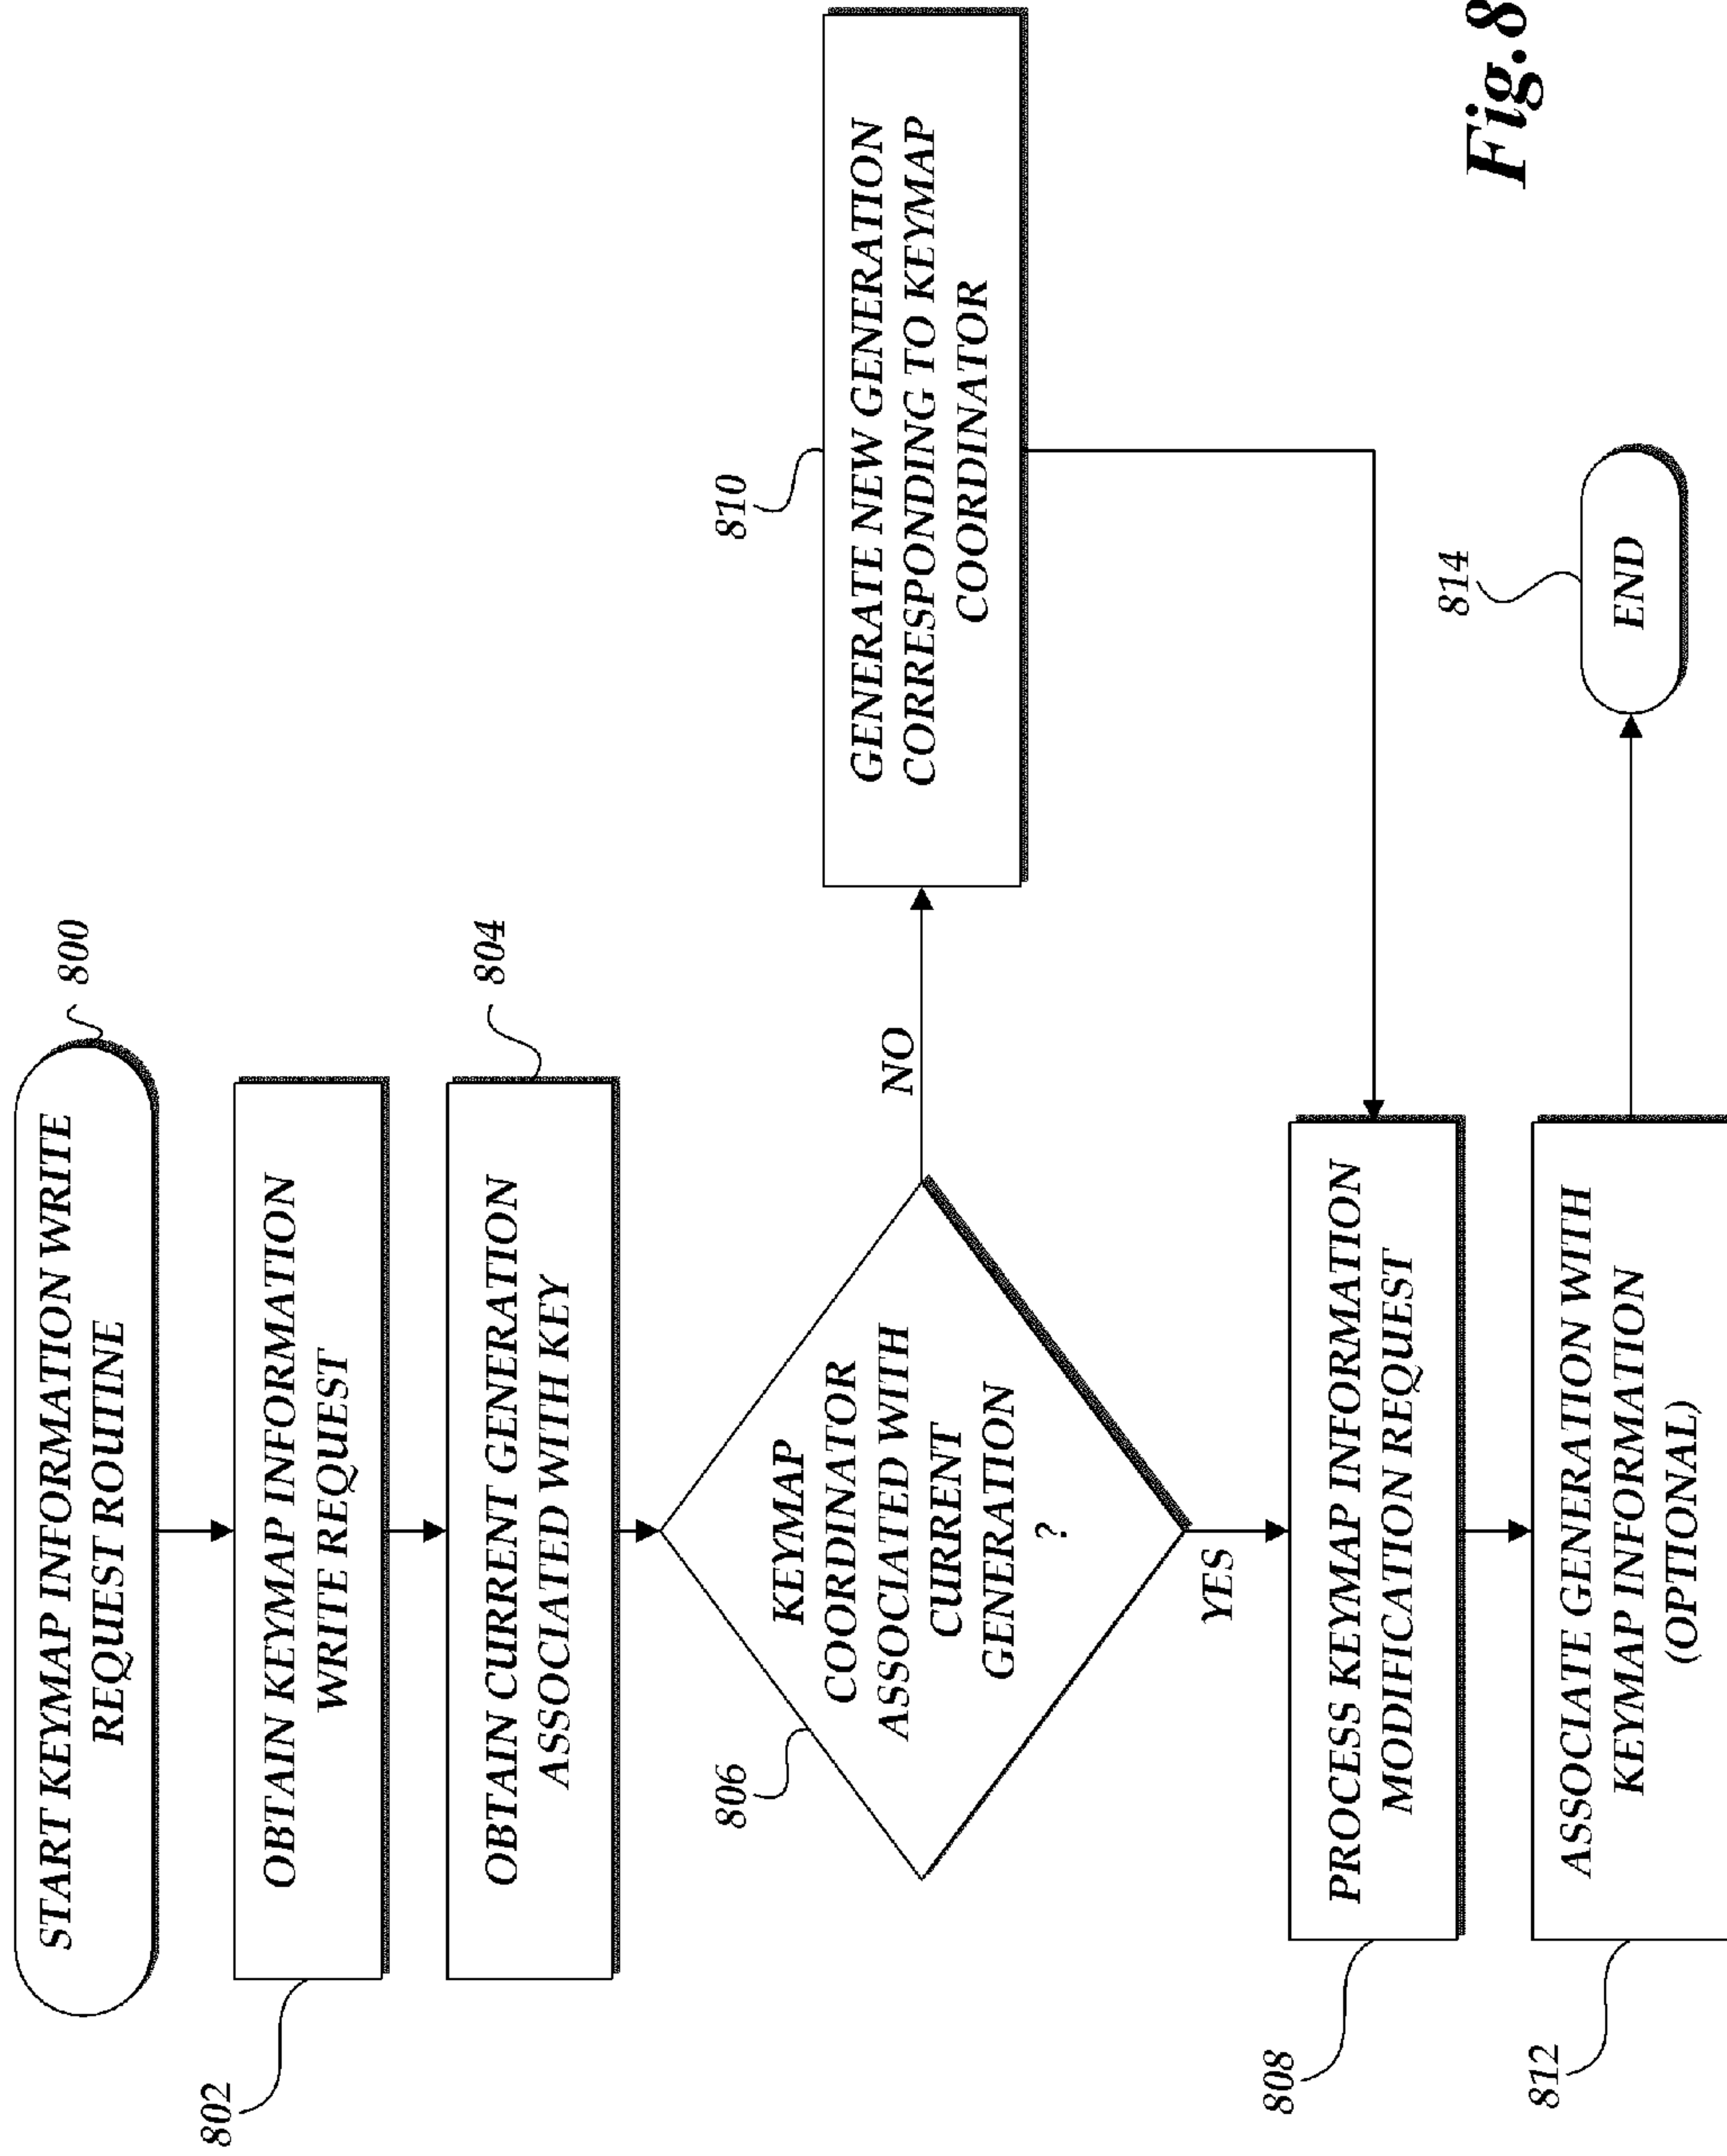 START KEYMAP INFORMATION WRITE
REQUEST ROUTINE
800
OBTAIN KEYMAP INFORMATION
WRITE REQUEST
802
OBTAIN CURRENT GENERATION
ASSOCIATED WITH KEY
804
KEYMAP
COORDINATOR
ASSOCIATED WITH
CURRENT
GENERATION
?
806
NO
GENERATE NEW GENERATION
CORRESPONDING TO KEYMAP
COORDINATOR
810
YES
PROCESS KEYMAP INFORMATION
MODIFICATION REQUEST
808
ASSOCIATE GENERATION WITH
KEYMAP INFORMATION
(OPTIONAL)
812
END
814
Fig.8